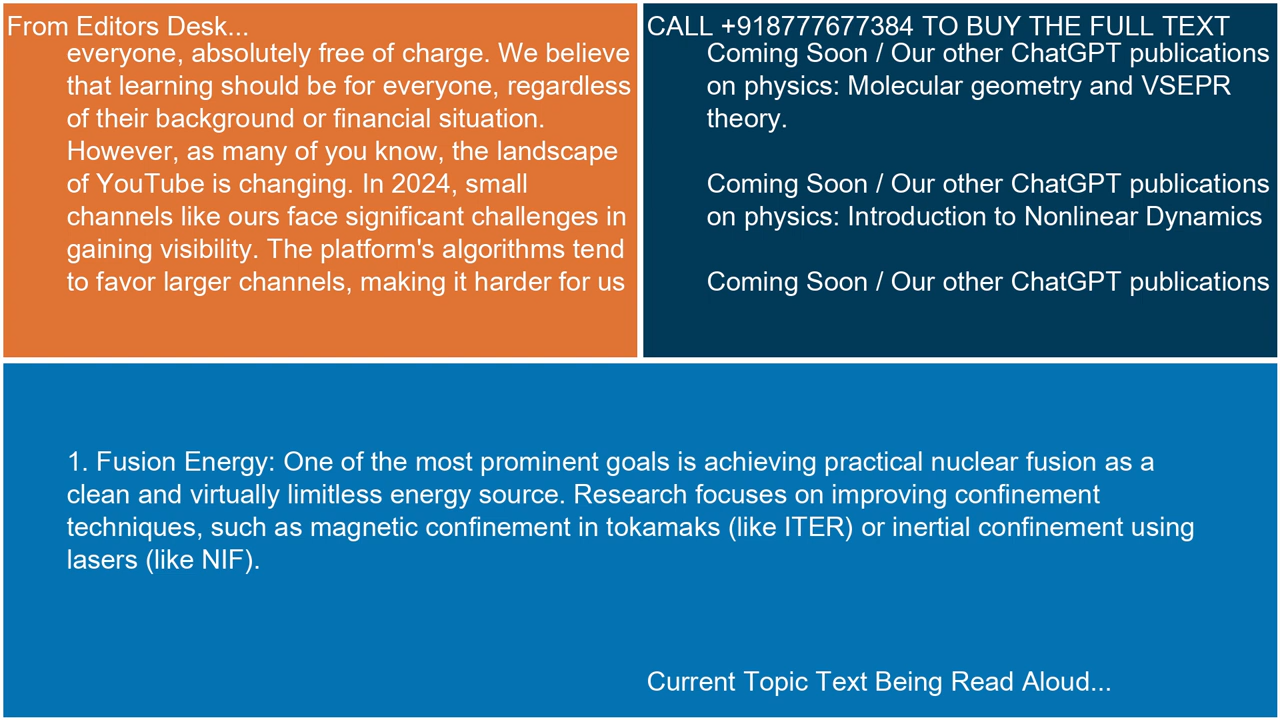 From Editors Desk...
everyone, absolutely free of charge. We believe
that learning should be for everyone, regardless
of their background or financial situation.
However, as many of you know, the landscape
of YouTube is changing. In 2024, small
channels like ours face significant challenges in
gaining visibility. The platform's algorithms tend
to favor larger channels, making it harder for us
CALL +918777677384 TO BUY THE FULL TEXT
Coming Soon / Our other ChatGPT publications
on physics: Molecular geometry and VSEPR
theory.
Coming Soon / Our other ChatGPT publications
on physics: Introduction to Nonlinear Dynamics
Coming Soon / Our other ChatGPT publications
1. Fusion Energy: One of the most prominent goals is achieving practical nuclear fusion as a
clean and virtually limitless energy source. Research focuses on improving confinement
techniques, such as magnetic confinement in tokamaks (like ITER) or inertial confinement using
lasers (like NIF).
Current Topic Text Being Read Aloud...